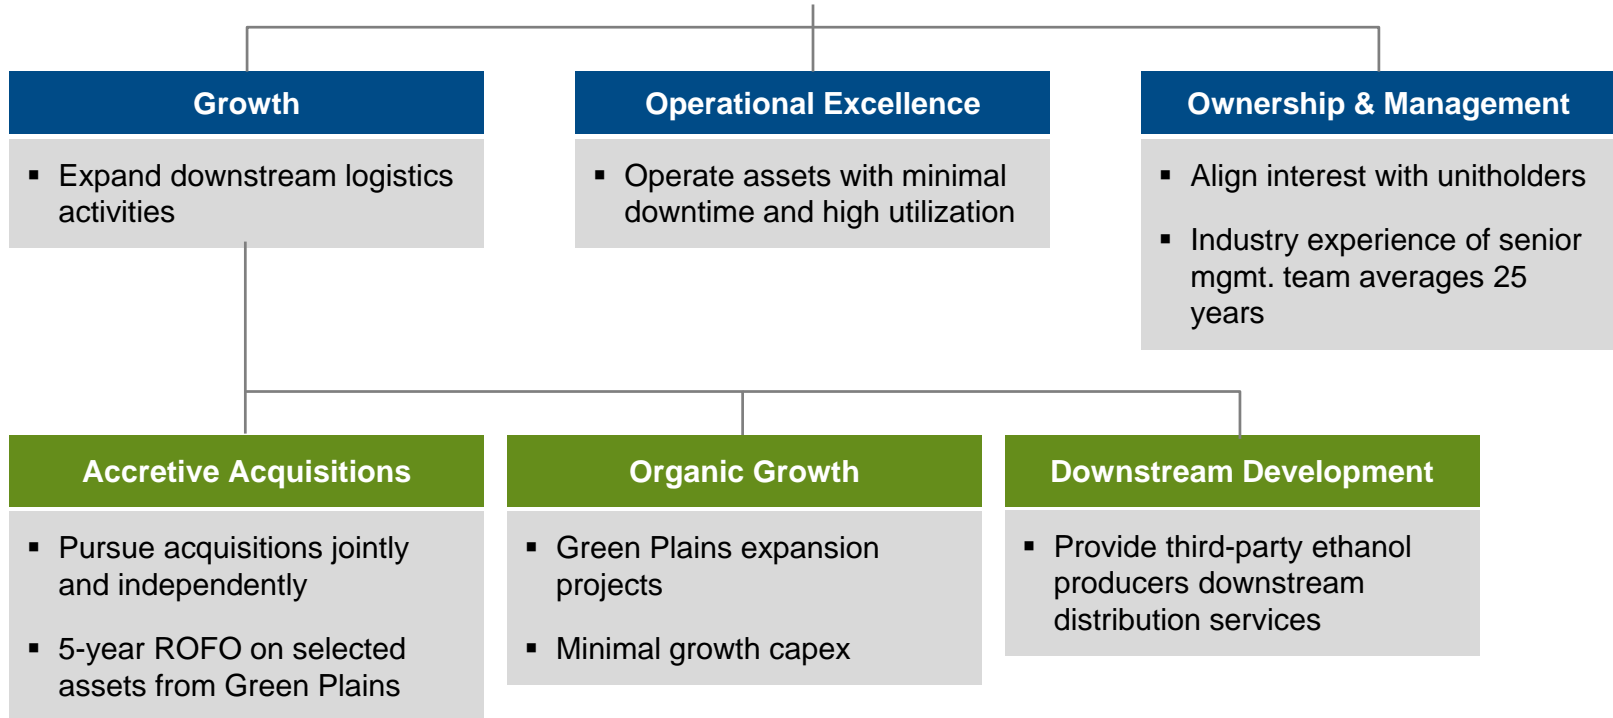 Growth
▪ Expand downstream logistics
activities
Operational Excellence
▪ Operate assets with minimal
downtime and high utilization
Ownership & Management
▪ Align interest with unitholders
▪ Industry experience of senior
mgmt. team averages 25
years
Accretive Acquisitions
▪ Pursue acquisitions jointly
and independently
▪ 5-year ROFO on selected
assets from Green Plains
Organic Growth
▪ Green Plains expansion
projects
▪ Minimal growth capex
Downstream Development
▪ Provide third-party ethanol
producers downstream
distribution services